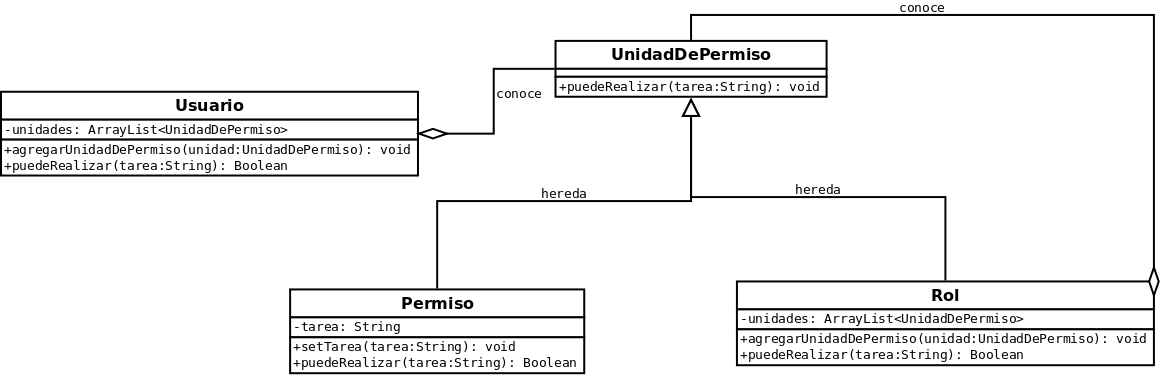 conoce
UnidadDePermiso
+puedeRealizar(tarea:String): void
conoce
Usuario
-unidades: ArrayList<UnidadDePermiso>
+agregarUnidadDePermiso(unidad:UnidadDePermiso): void
+puedeRealizar(tarea:String): Boolean
hereda
hereda
Permiso
-tarea: String
+setTarea(tarea:String): void
+puedeRealizar(tarea:String): Boolean
Rol
-unidades: ArrayList<UnidadDePermiso>
+agregarUnidadDePermiso(unidad:UnidadDePermiso): void
+puedeRealizar(tarea:String): Boolean